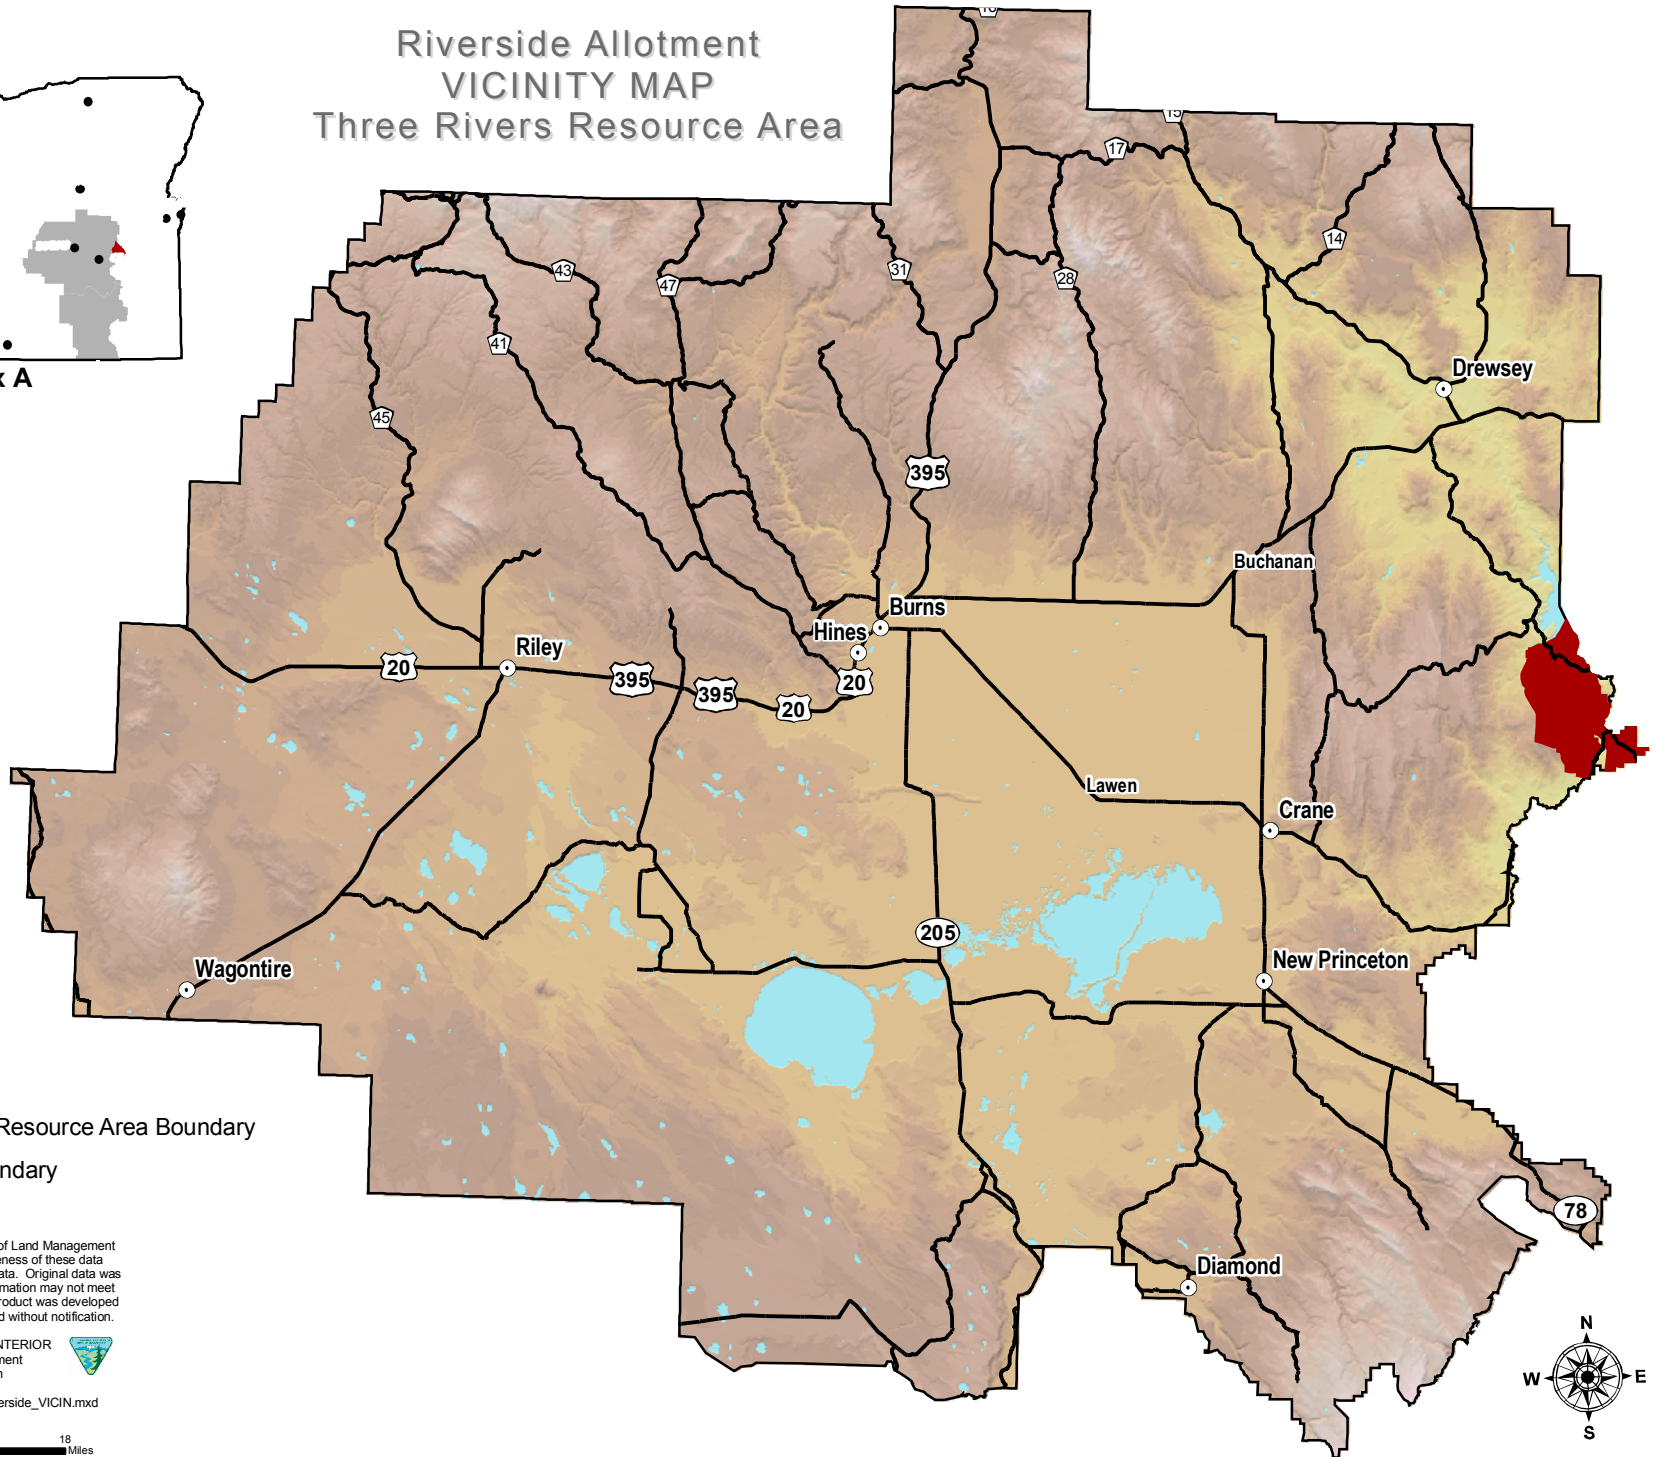 Riverside Allotment
VICINITY MAP
Three Rivers Resource Area
16
15
17
14
43
47
31
28
41
45
x A
Drewsey
395
Buchanan
Burns
Hines
Riley
20
395
395
20
20
Lawen
Crane
205
New Princeton
Wagontire
Resource Area Boundary
ndary
78
Diamond
of Land Management
eness of these data
ata. Original data was
mation may not meet
roduct was developed
d without notification.
NTERIOR
ment
n
erside_VICIN.mxd
18
Miles
N
W
E
S